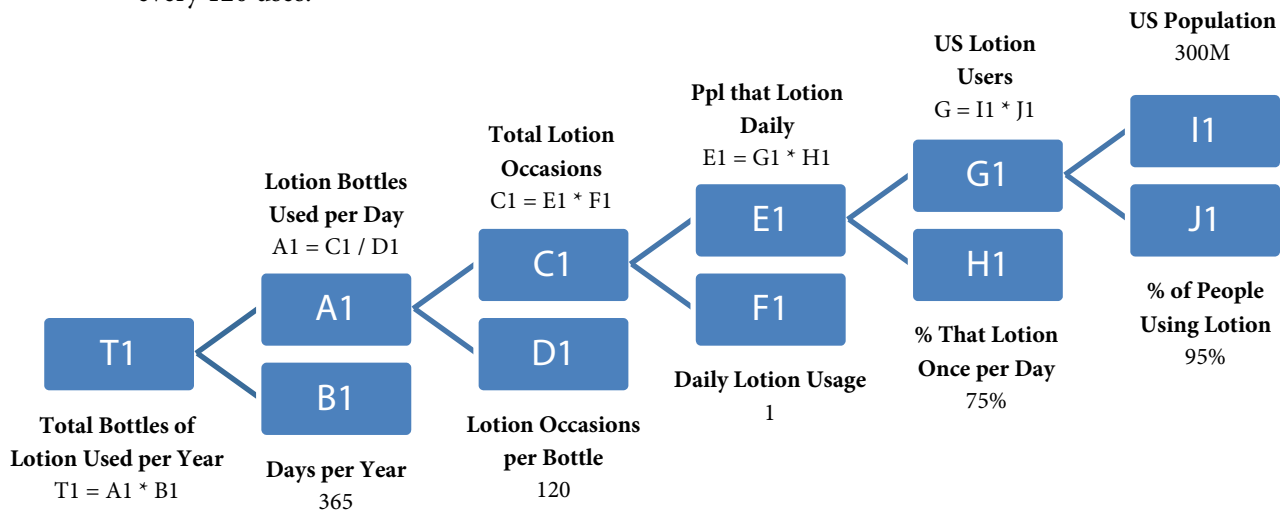 every 120 uses.
US Population
300M
I1
J1
% of People
Using Lotion
95%
US Lotion
Users
G = I1 * J1
G1
H1
% That Lotion
Once per Day
75%
Ppl that Lotion
Daily
E1 = G1 * H1
E1
F1
Daily Lotion Usage
1
Total Lotion
Occasions
C1 = E1 * F1
C1
D1
Lotion Occasions
per Bottle
120
Lotion Bottles
Used per Day
A1 = C1 / D1
A1
B1
Days per Year
365
T1
Total Bottles of
Lotion Used per Year
T1 = A1 * B1